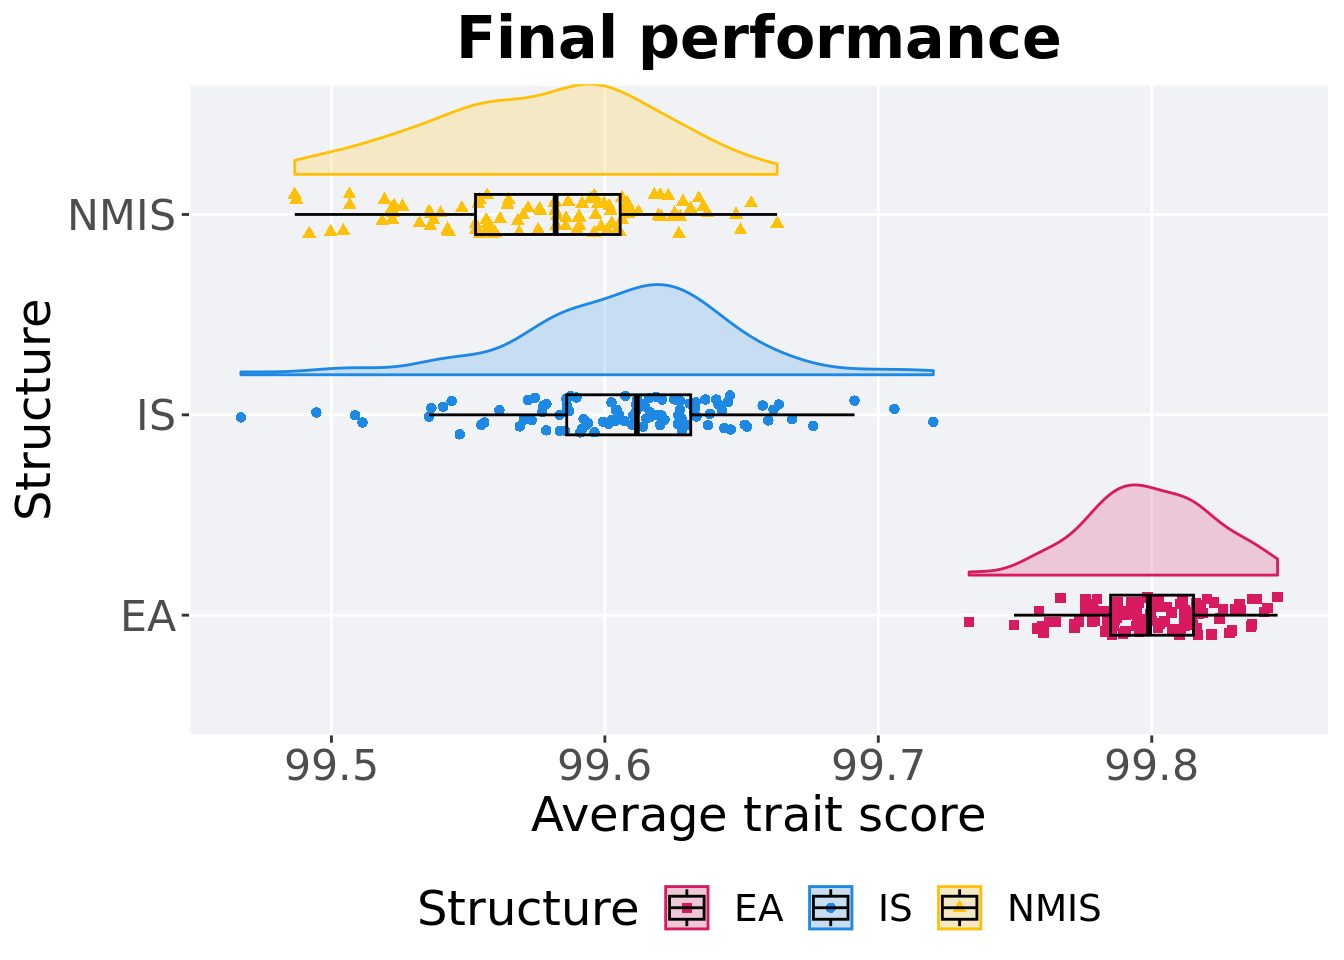 Final performance
Structure
NMIS
IS
EA
99.5 99.6 99.7 99.8
Average trait score
Structure EA IS NMIS